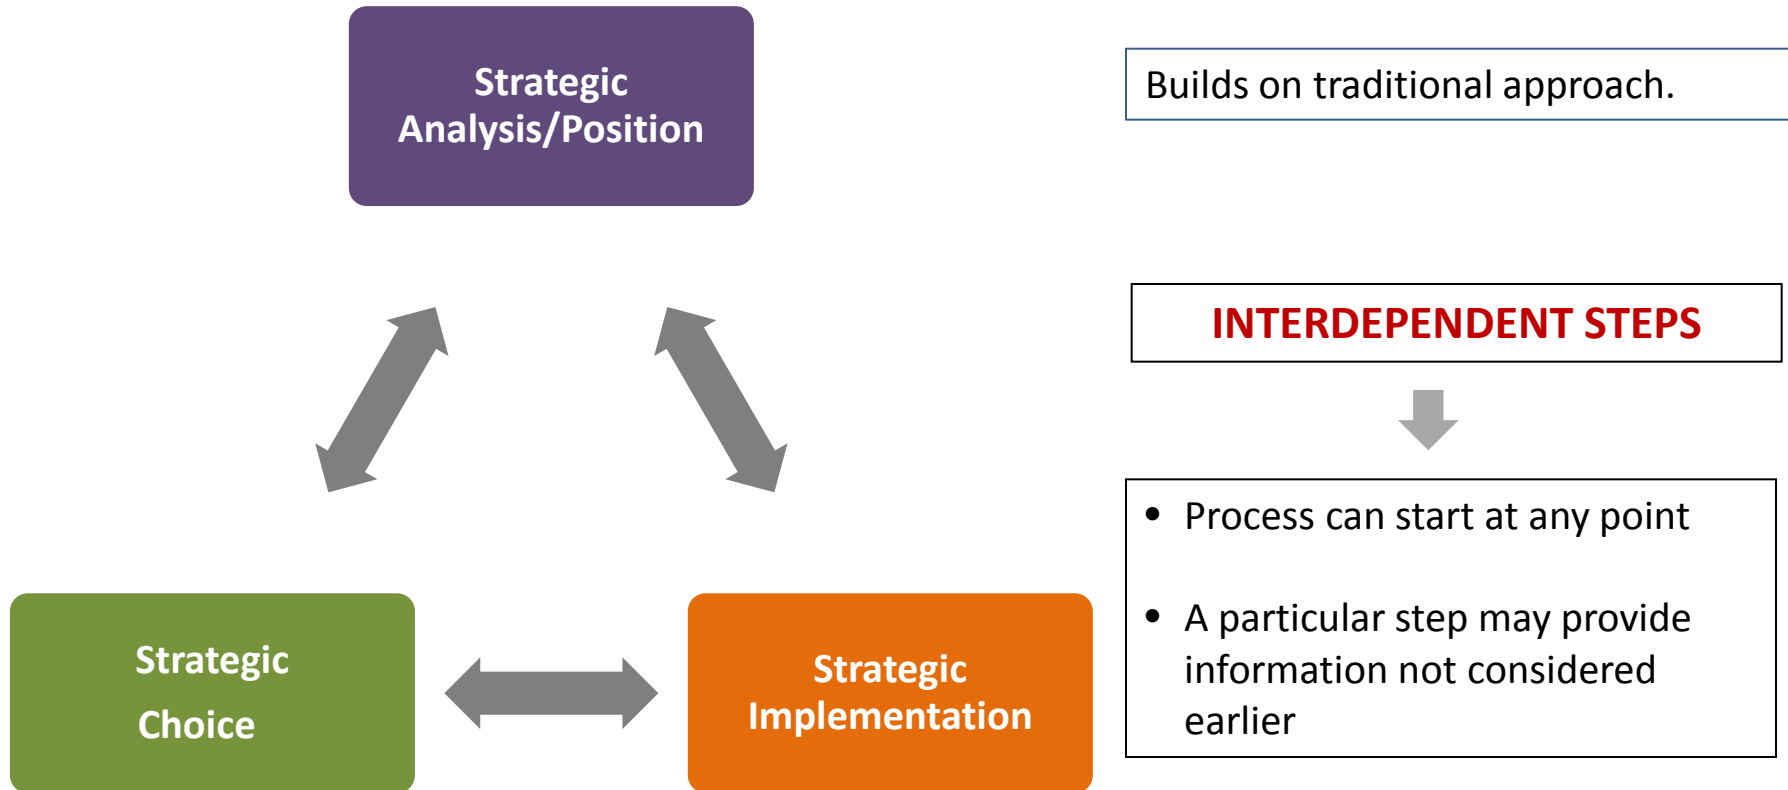 Strategic
Analysis/Position
Builds on traditional approach.
INTERDEPENDENT STEPS
• Process can start at any point
• A particular step may provide
information not considered
earlier
Strategic
Choice
Strategic
Implementation